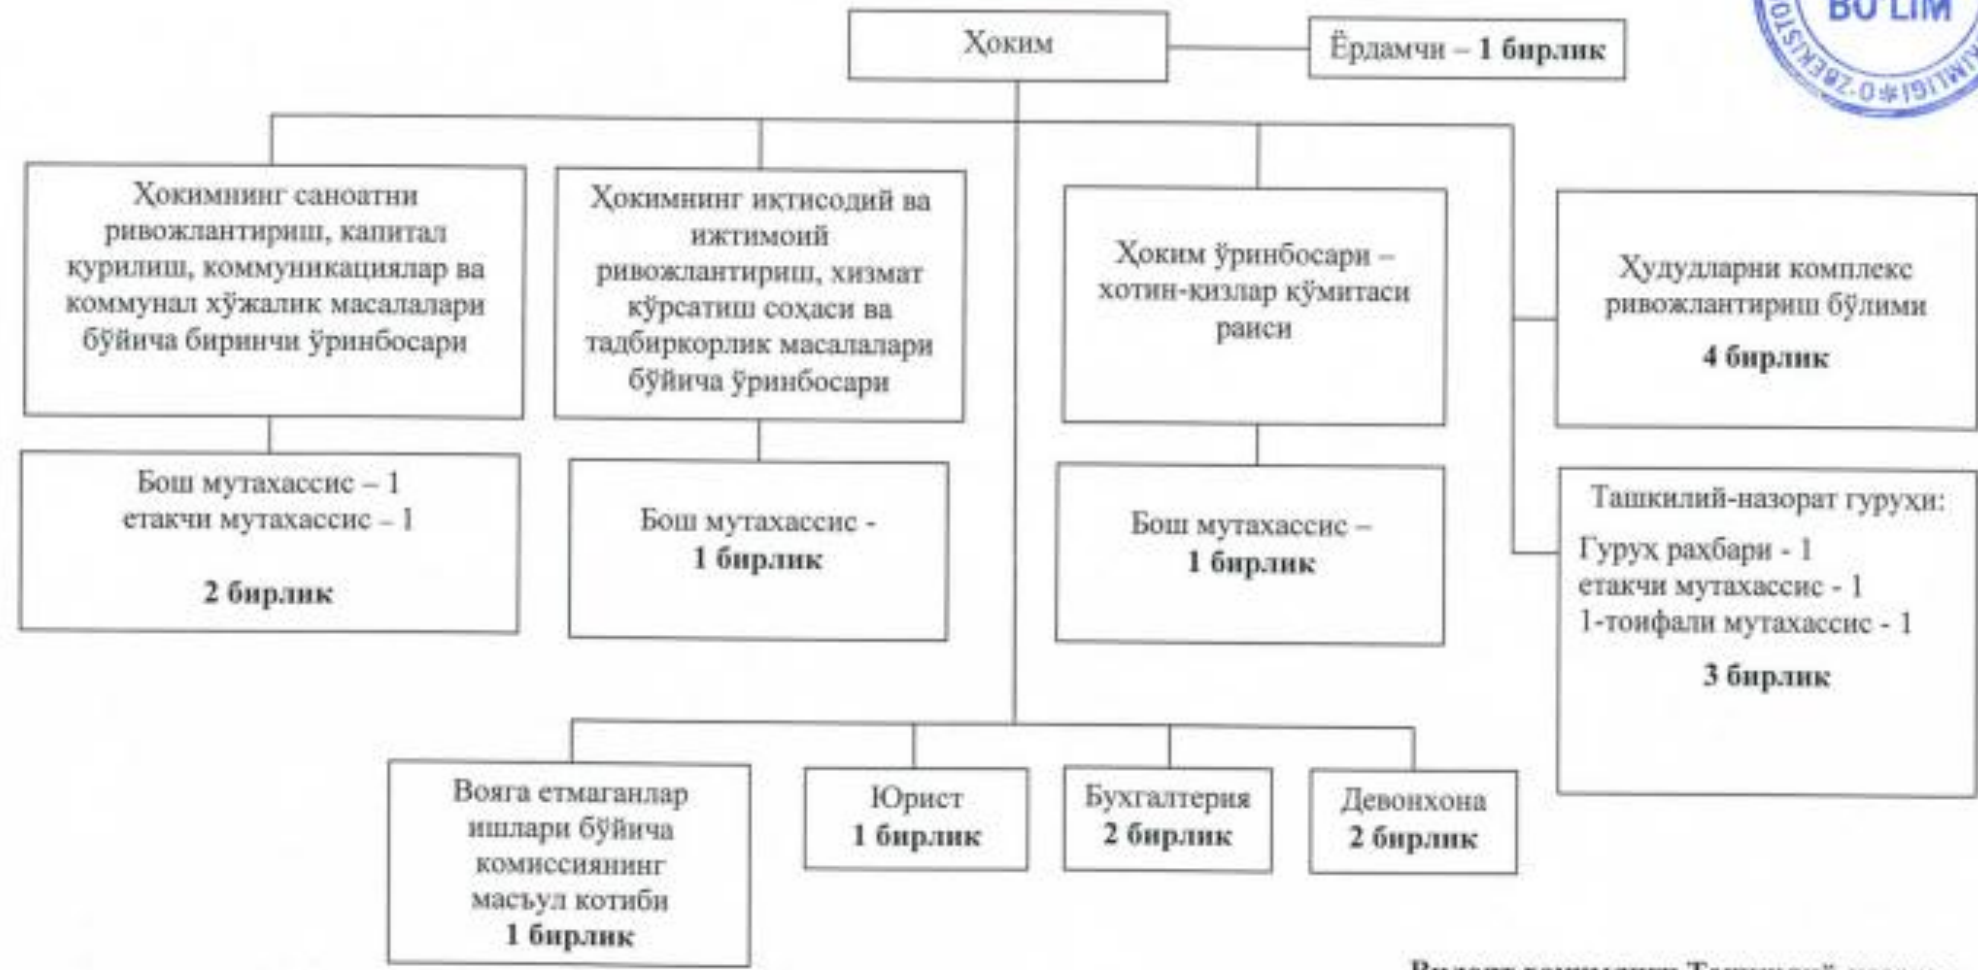 Ҳоким
Ёрдамчи – 1 бирлик
BO'LIM
Ҳокимнинг саноатни
ривожлантириш, капитал
қурилиш, коммуникациялар ва
коммунал хўжалик масалалари
бўйича биринчи ўринбосари
Ҳокимнинг иқтисодий ва
ижтимоий
ривожлантириш, хизмат
кўрсатиш соҳаси ва
тадбиркорлик масалалари
бўйича ўринбосари
Ҳоким ўринбосари –
хотин-қизлар қўмитаси
раиси
Ҳудудларни комплекс
ривожлантириш бўлими
4 бирлик
Бош мутахассис – 1
етакчи мутахассис – 1
2 бирлик
Бош мутахассис -
1 бирлик
Бош мутахассис –
1 бирлик
Ташкилий-назорат гуруҳи:
Гуруҳ раҳбари - 1
етакчи мутахассис - 1
1-тоифали мутахассис - 1
3 бирлик
Вояга етмаганлар
ишлари бўйича
комиссиянинг
масъул котиби
1 бирлик
Юрист
1 бирлик
Бухгалтерия
2 бирлик
Девонхона
2 бирлик